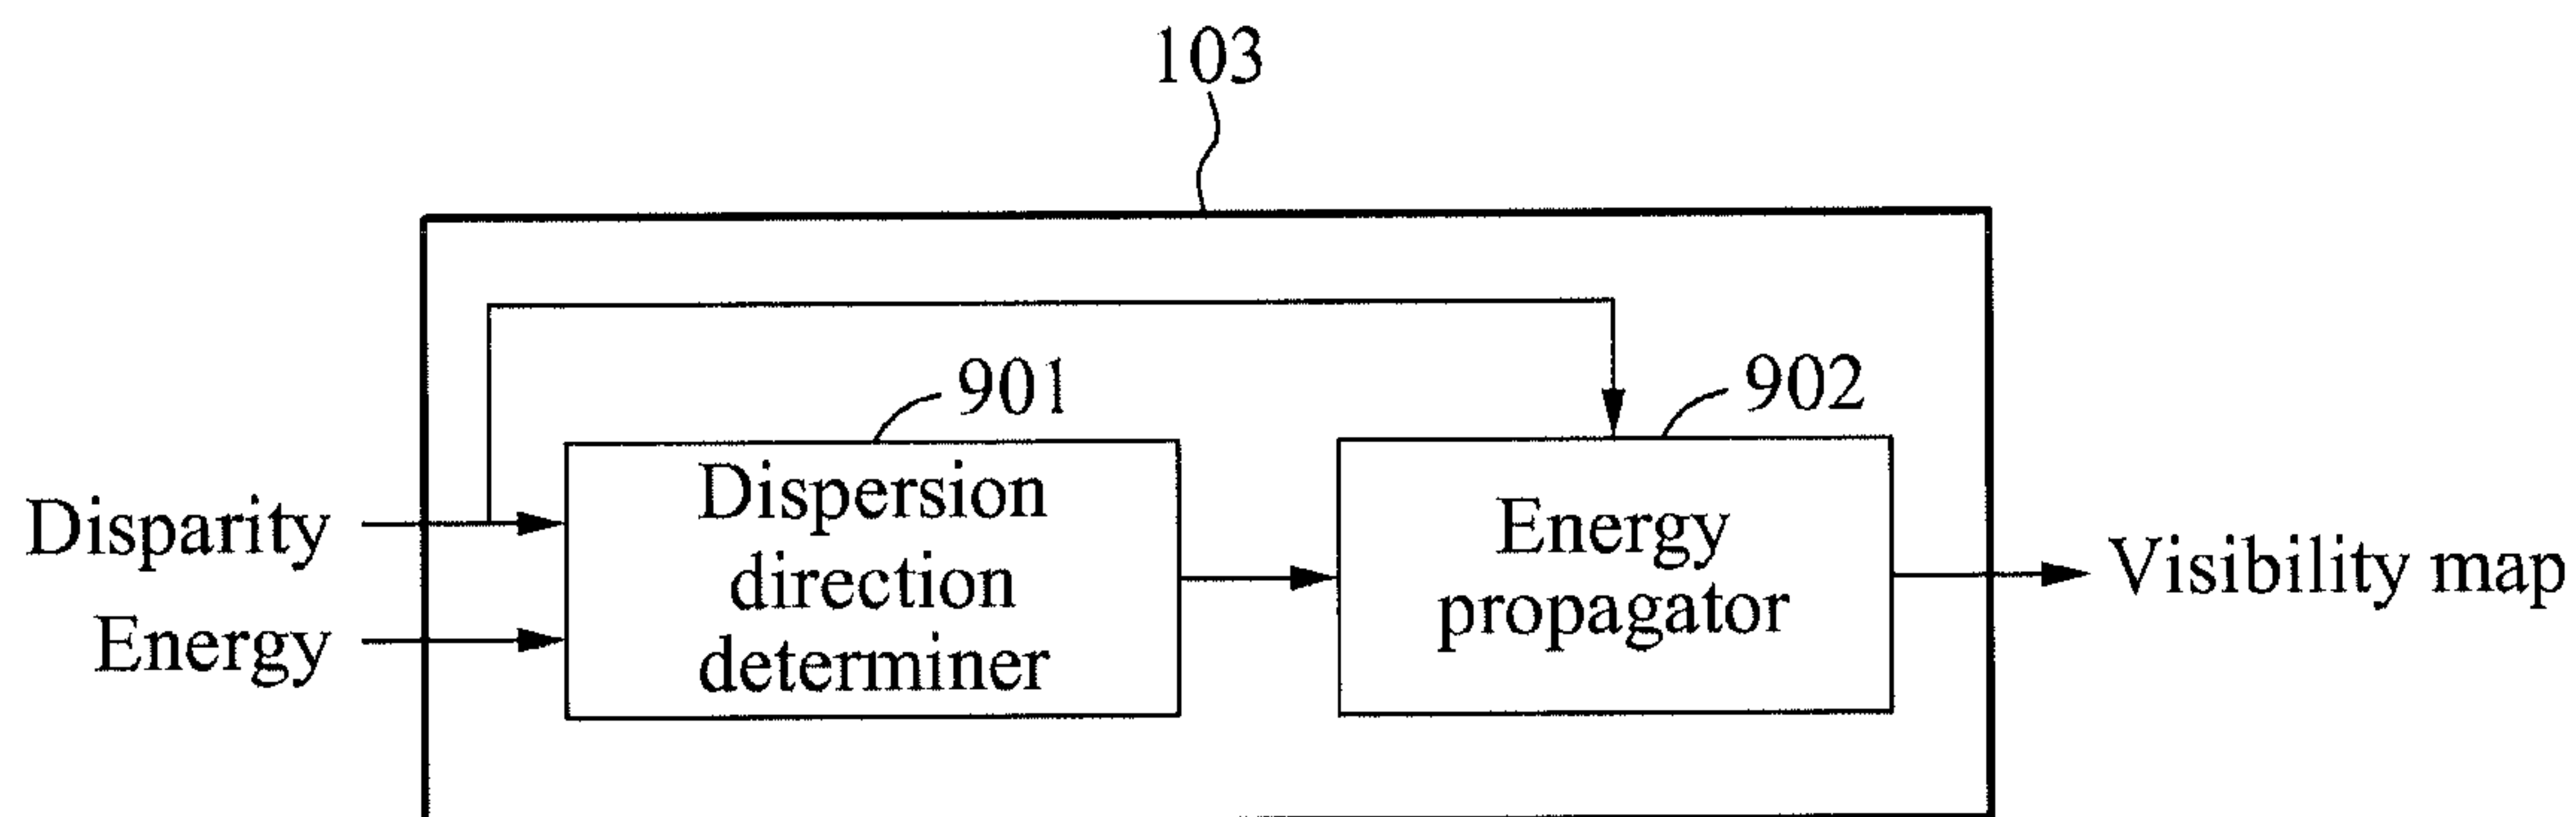 103
901
902
Disparity
Energy
Dispersion
direction
determiner
Energy
propagator
Visibility map